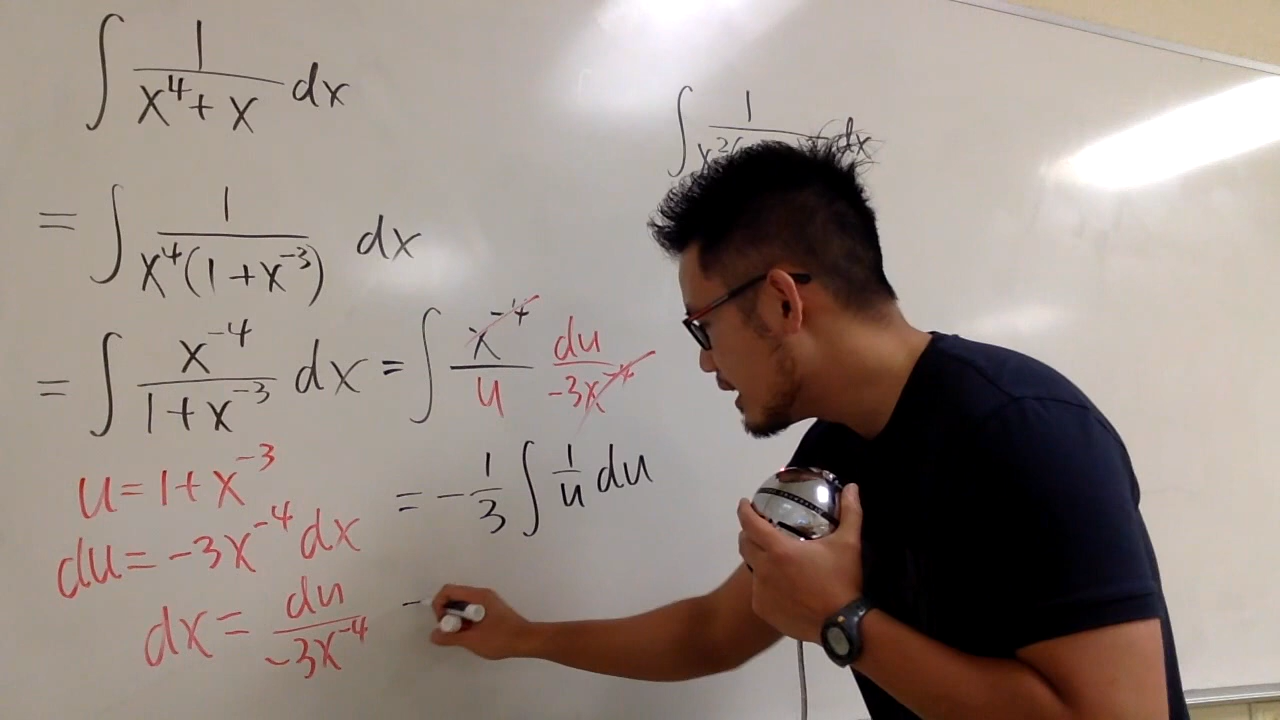 ∫ 1/(x⁴ + x) dx
= ∫ 1/(x⁴(1 + x⁻³)) dx
= ∫ x⁻⁴/(1 + x⁻³) dx = ∫ x⁻⁴/u du/(-3x⁻⁴)
u = 1 + x⁻³
du = -3x⁻⁴ dx
dx = du/(-3x⁻⁴)
= -1/3 ∫ 1/u du
∫ 1/x²( dx